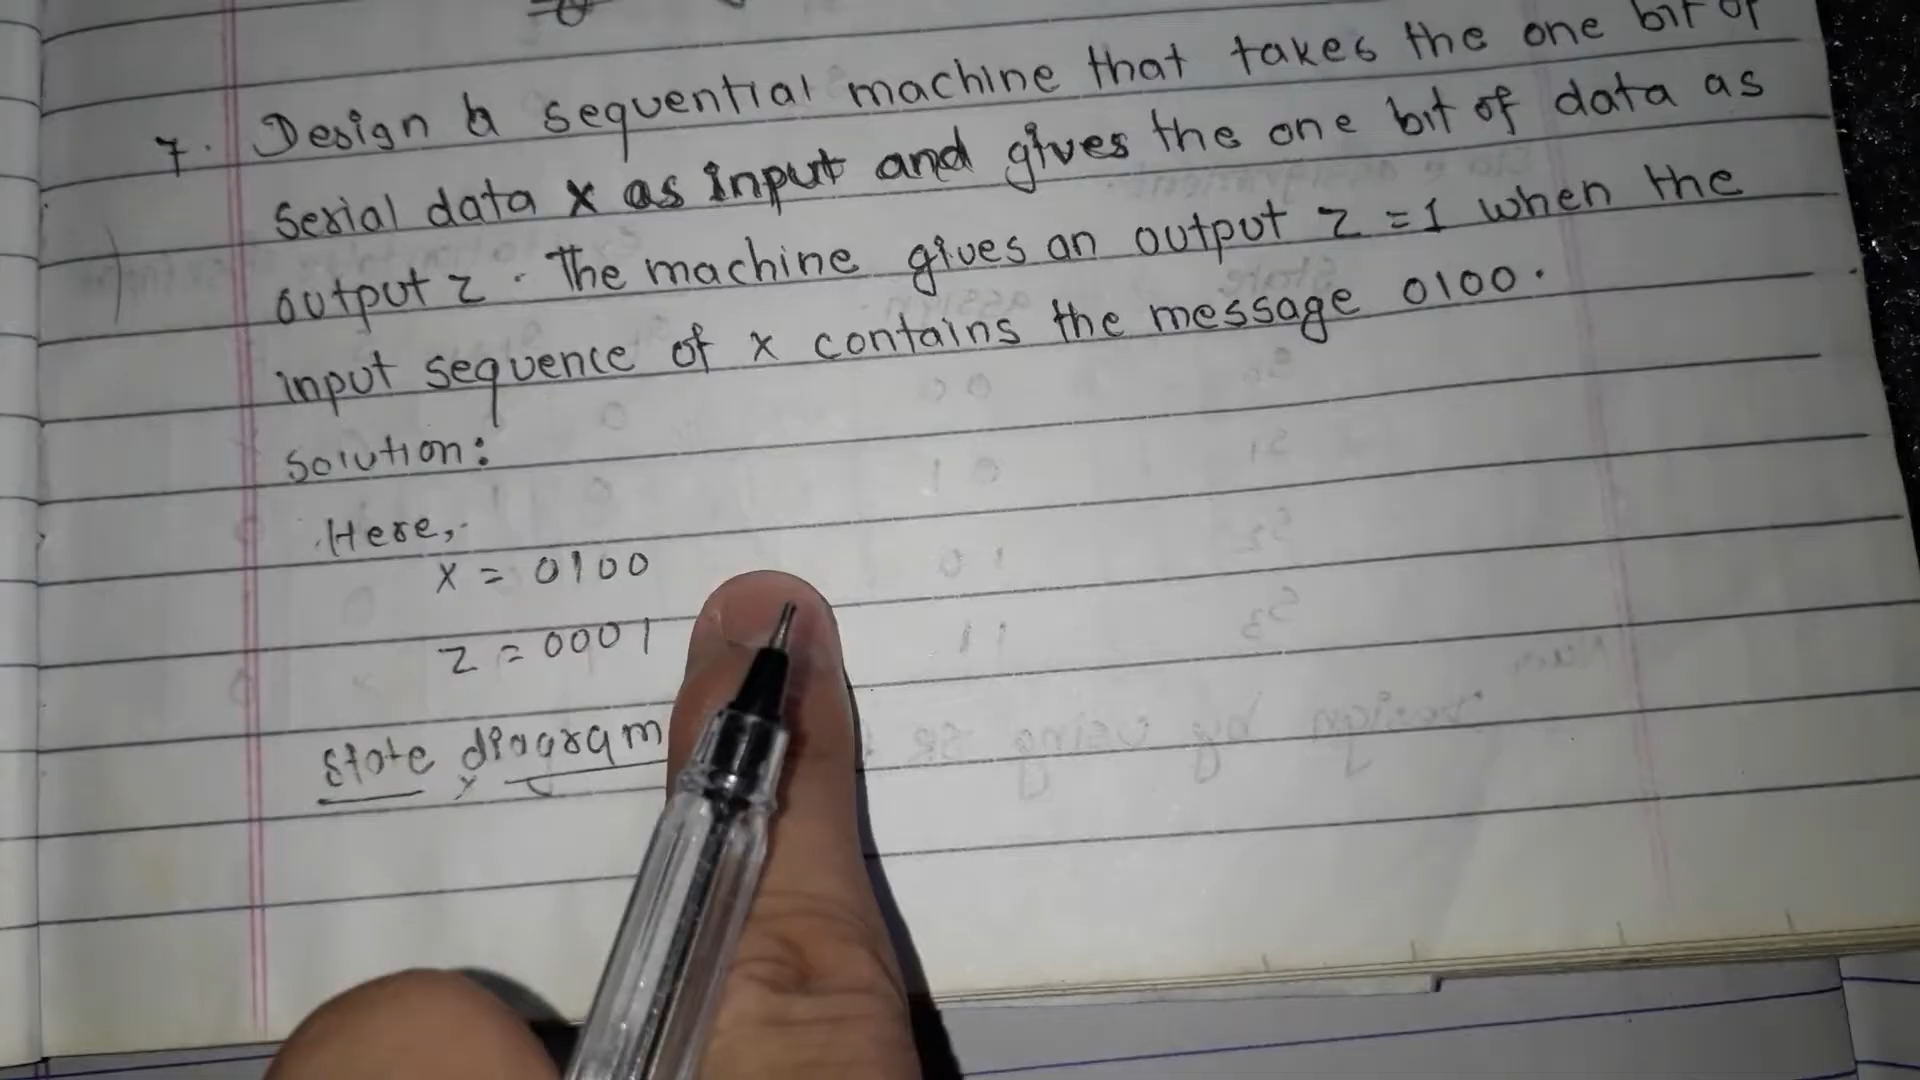 7. Design a sequential machine that takes the one bit of
serial data x as input and gives the one bit of data as
output z. The machine gives an output z = 1 when the
input sequence of x contains the message 0100.
Solution:
Here,
x = 0100
z = 0001
State diagram